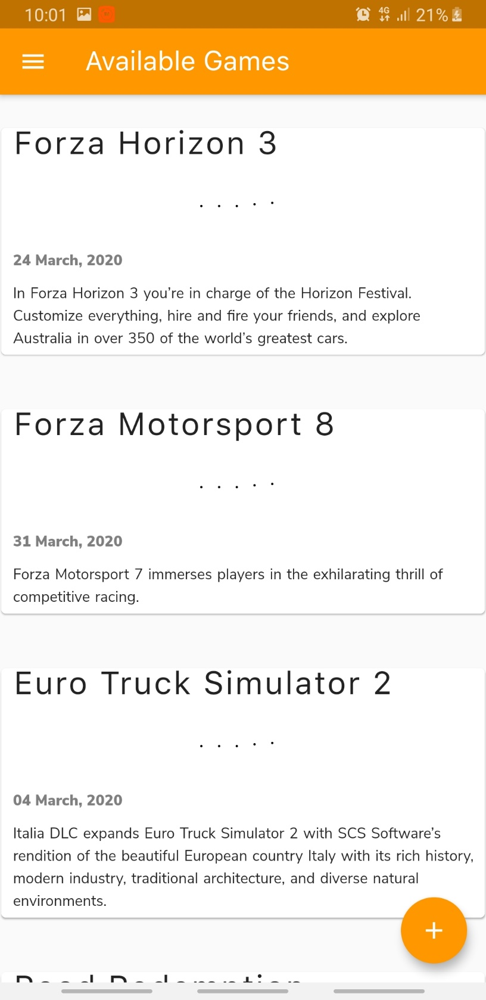 10:01 4G 21%
Available Games
Forza Horizon 3
. . . . .
24 March, 2020
In Forza Horizon 3 you’re in charge of the Horizon Festival.
Customize everything, hire and fire your friends, and explore
Australia in over 350 of the world’s greatest cars.
Forza Motorsport 8
. . . . .
31 March, 2020
Forza Motorsport 7 immerses players in the exhilarating thrill of
competitive racing.
Euro Truck Simulator 2
. . . . .
04 March, 2020
Italia DLC expands Euro Truck Simulator 2 with SCS Software’s
rendition of the beautiful European country Italy with its rich history,
modern industry, traditional architecture, and diverse natural
environments.
+